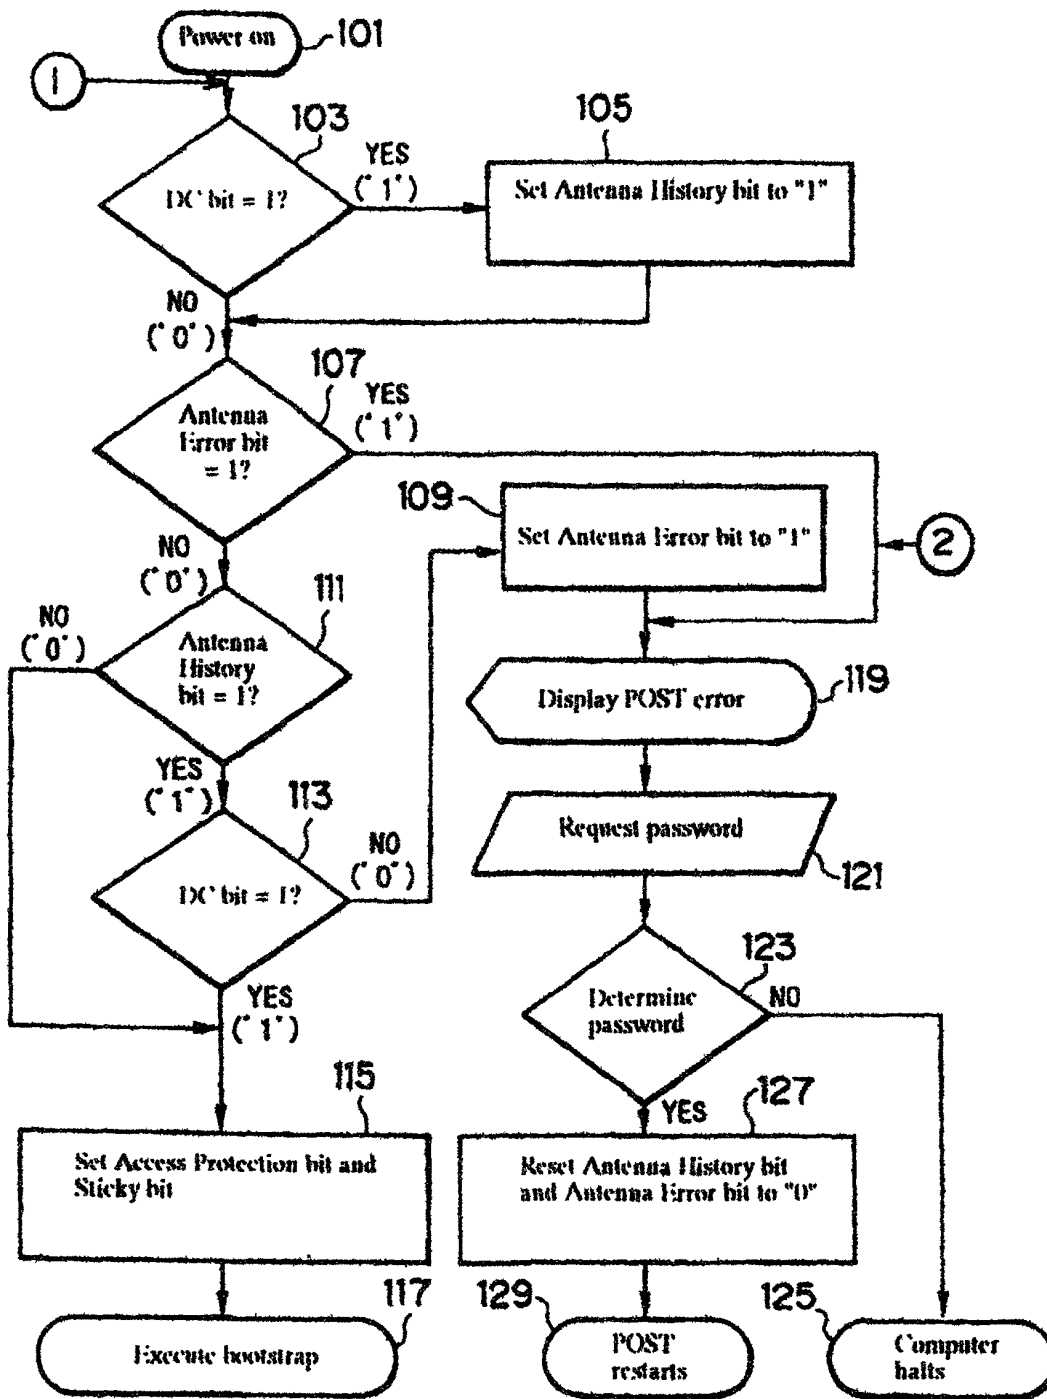 Power on
101
1
103
DC bit = 1?
YES
("1")
105
Set Antenna History bit to "1"
NO
("0")
107
Antenna
Error bit
= 1?
YES
("1")
109
Set Antenna Error bit to "1"
2
NO
("0")
111
Antenna
History
bit = 1?
NO
("0")
YES
("1")
113
DC bit = 1?
NO
("0")
YES
("1")
115
Set Access Protection bit and
Sticky bit
117
Execute bootstrap
Display POST error
119
Request password
121
123
Determine
password
NO
YES
127
Reset Antenna History bit
and Antenna Error bit to "0"
129
POST
restarts
125
Computer
halts